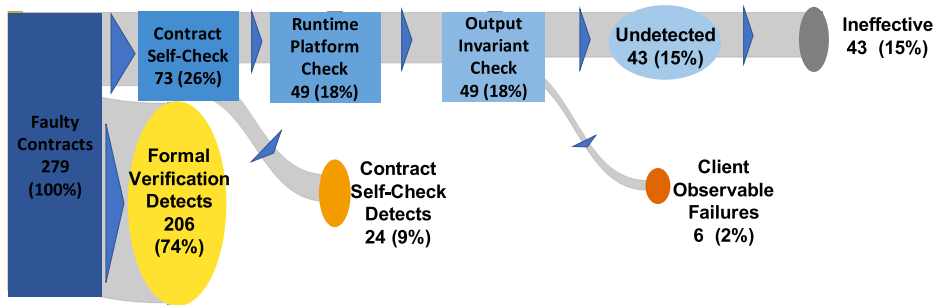 Faulty
Contracts
279
(100%)
Contract
Self-Check
73 (26%)
Runtime
Platform
Check
49 (18%)
Output
Invariant
Check
49 (18%)
Undetected
43 (15%)
Ineffective
43 (15%)
Formal
Verification
Detects
206
(74%)
Contract
Self-Check
Detects
24 (9%)
Client
Observable
Failures
6 (2%)